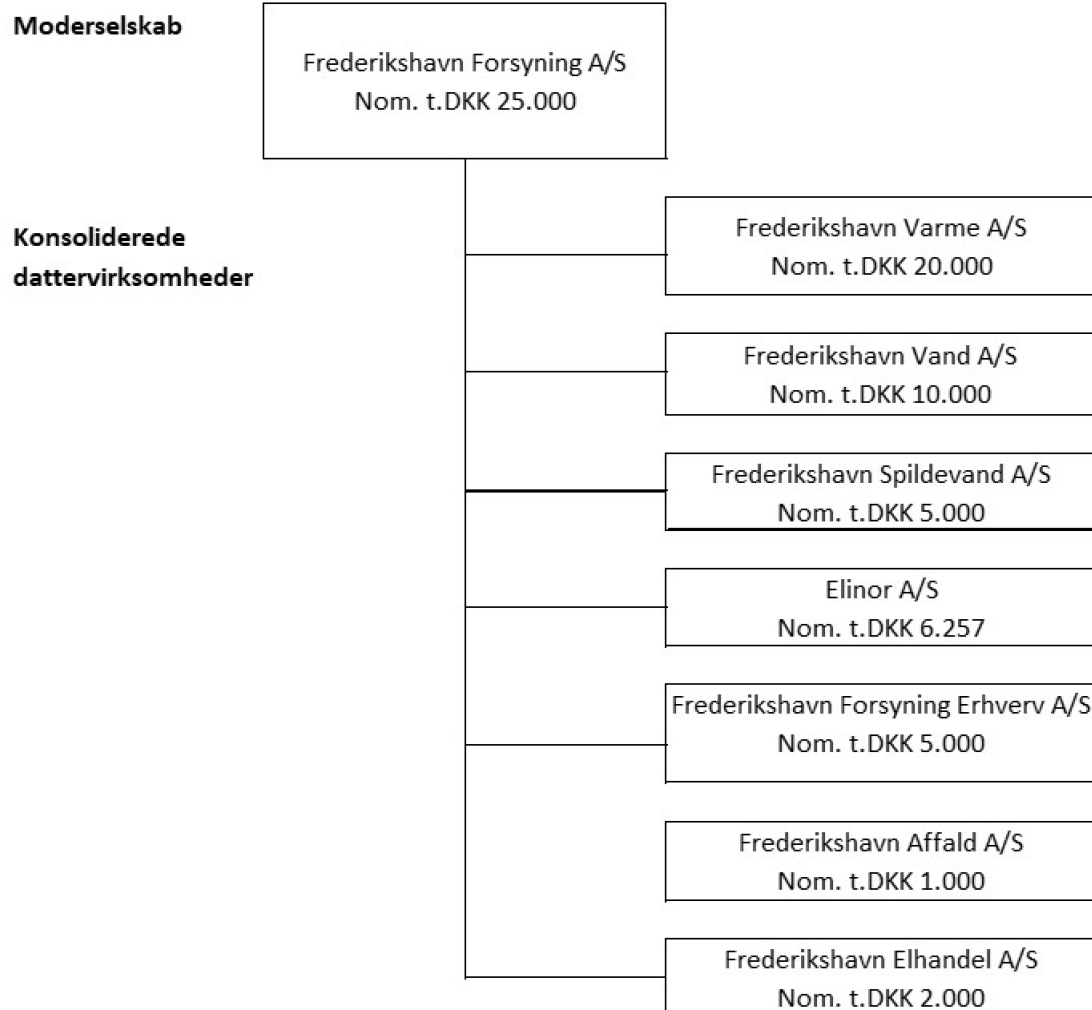 Moderselskab
Frederikshavn Forsyning A/S
Nom. t.DKK 25.000
Konsoliderede
dattervirksomheder
Frederikshavn Varme A/S
Nom. t.DKK 20.000
Frederikshavn Vand A/S
Nom. t.DKK 10.000
Frederikshavn Spildevand A/S
Nom. t.DKK 5.000
Elinor A/S
Nom. t.DKK 6.257
Frederikshavn Forsyning Erhverv A/S
Nom. t.DKK 5.000
Frederikshavn Affald A/S
Nom. t.DKK 1.000
Frederikshavn Elhandel A/S
Nom. t.DKK 2.000